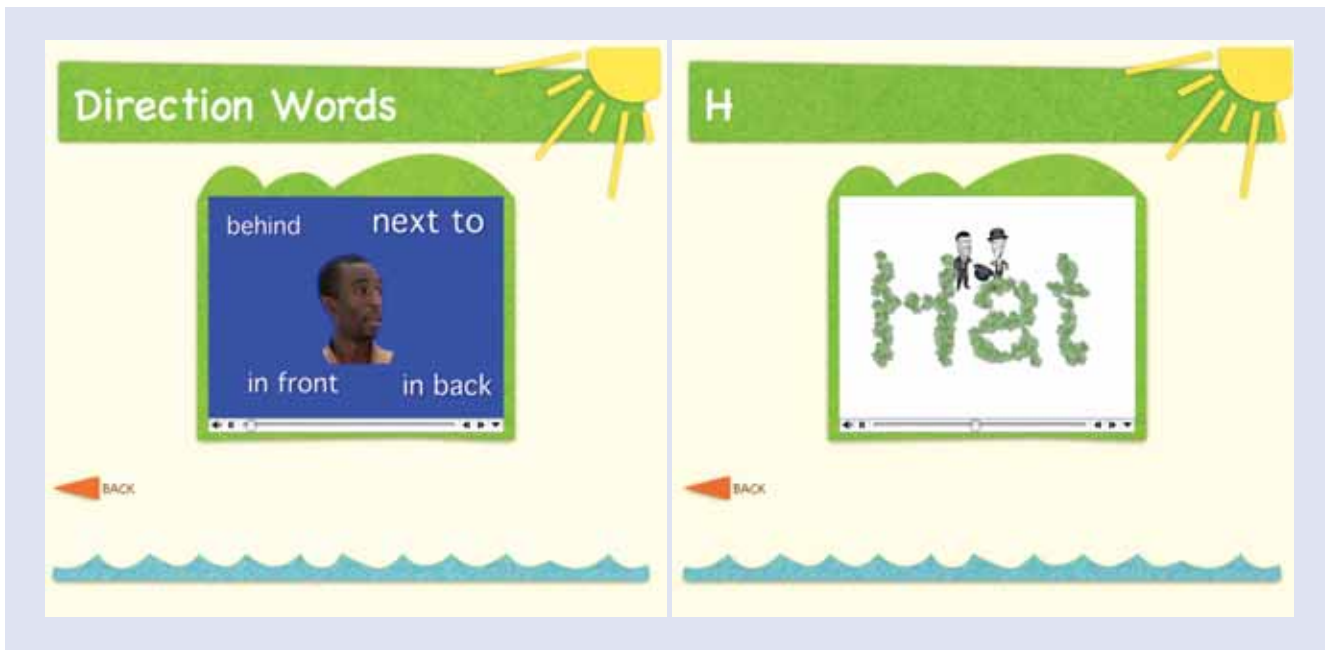 Direction Words
behind next to
in front in back
BACK
H
Hat
BACK